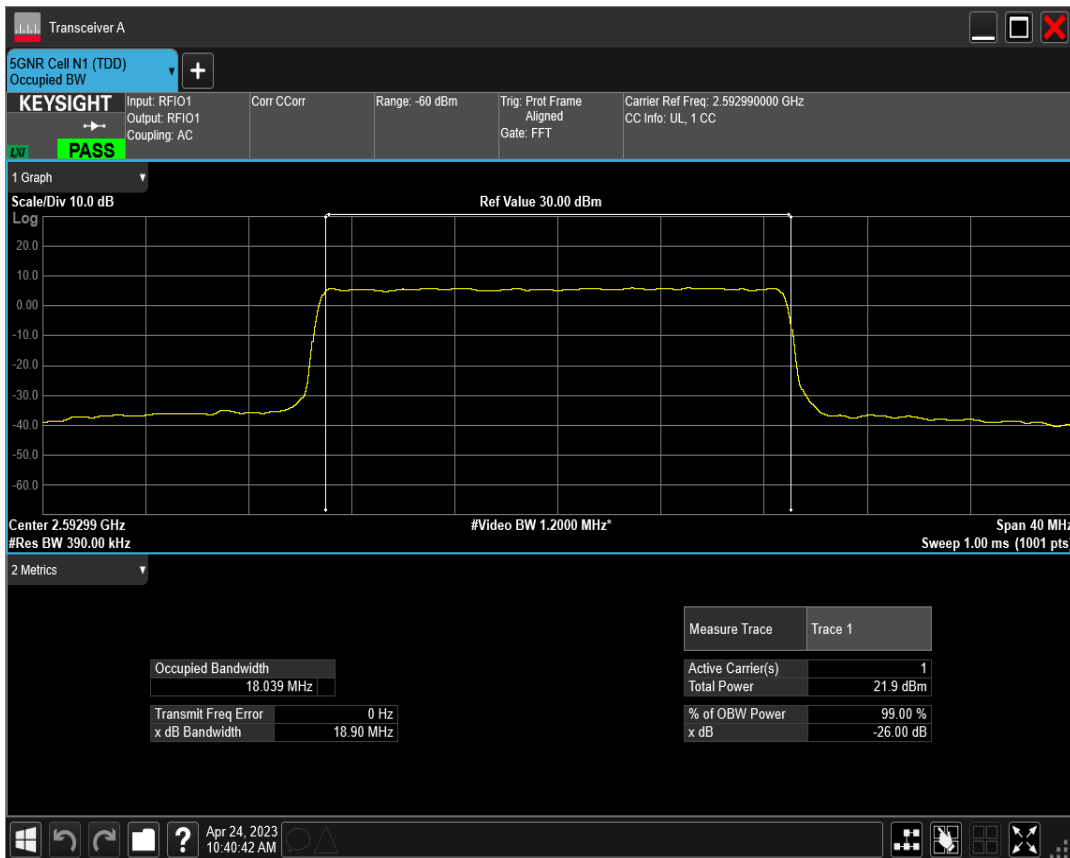 Transceiver A
5GNR Cell N1 (TDD)
Occupied BW
KEYSIGHT
LXI
PASS
Input: RFIO1
Output: RFIO1
Coupling: AC
Corr CCorr
Range: -60 dBm
Trig: Prot Frame
Aligned
Gate: FFT
Carrier Ref Freq: 2.592990000 GHz
CC Info: UL, 1 CC
1 Graph
Scale/Div 10.0 dB
Ref Value 30.00 dBm
Log
20.0
10.0
0.00
-10.0
-20.0
-30.0
-40.0
-50.0
-60.0
Center 2.59299 GHz
#Video BW 1.2000 MHz*
Span 40 MHz
#Res BW 390.00 kHz
Sweep 1.00 ms (1001 pts)
2 Metrics
Measure Trace Trace 1
Occupied Bandwidth
18.039 MHz
Active Carrier(s) 1
Total Power 21.9 dBm
Transmit Freq Error 0 Hz
x dB Bandwidth 18.90 MHz
% of OBW Power 99.00 %
x dB -26.00 dB
?
Apr 24, 2023
10:40:42 AM